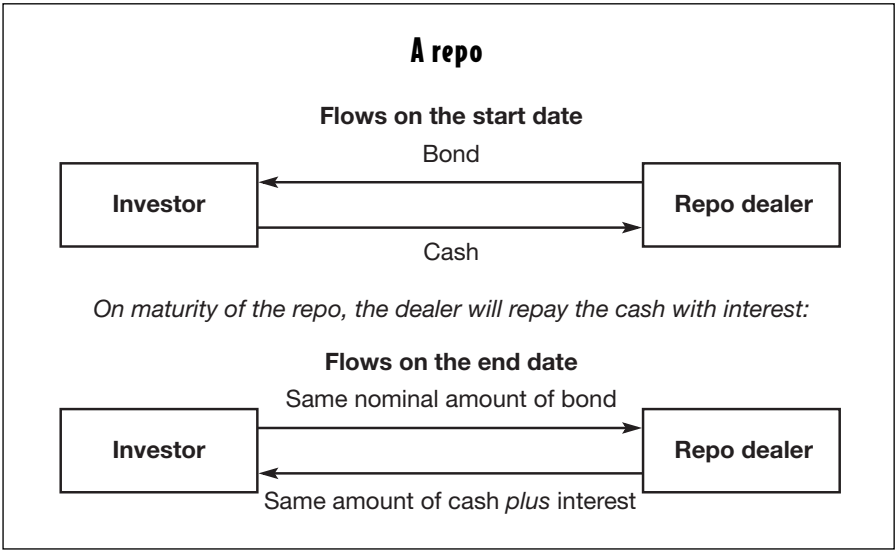 A repo
Flows on the start date
Bond
Investor
Repo dealer
Cash
On maturity of the repo, the dealer will repay the cash with interest:
Flows on the end date
Same nominal amount of bond
Investor
Repo dealer
Same amount of cash plus interest